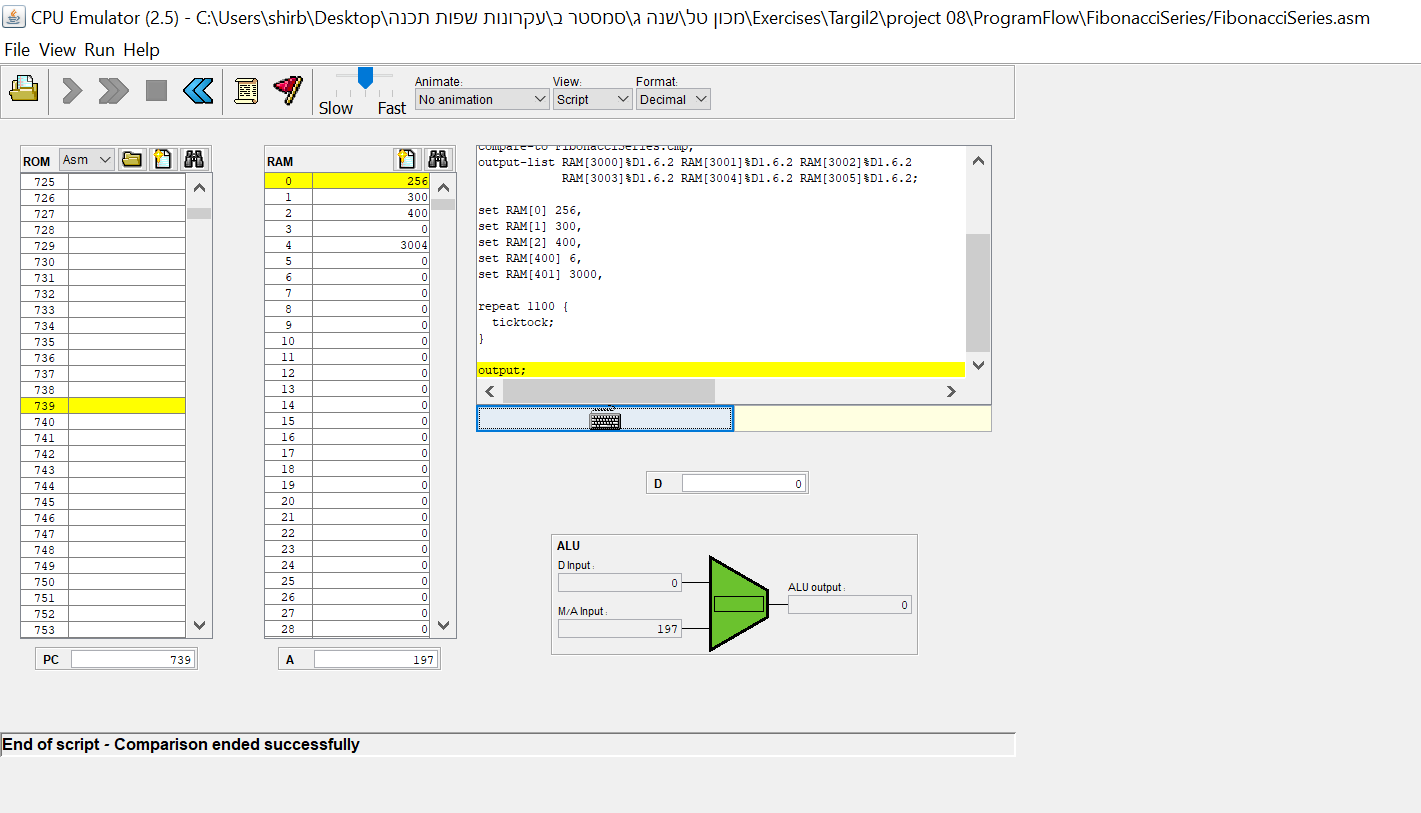 CPU Emulator (2.5) - C:\Users\shirb\Desktop\מכון טל\שנה ג\סמסטר ב\עקרונות שפות תכנה\Exercises\Targil2\project 08\ProgramFlow\FibonacciSeries/FibonacciSeries.asm
File View Run Help
Slow Fast
Animate: View: Format:
No animation Script Decimal
ROM Asm
725
726
727
728
729
730
731
732
733
734
735
736
737
738
739
740
741
742
743
744
745
746
747
748
749
750
751
752
753
PC 739
RAM
0 256
1 300
2 400
3 0
4 3004
5 0
6 0
7 0
8 0
9 0
10 0
11 0
12 0
13 0
14 0
15 0
16 0
17 0
18 0
19 0
20 0
21 0
22 0
23 0
24 0
25 0
26 0
27 0
28 0
A 197
compare-to FibonacciSeries.cmp,
output-list RAM[3000]%D1.6.2 RAM[3001]%D1.6.2 RAM[3002]%D1.6.2
RAM[3003]%D1.6.2 RAM[3004]%D1.6.2 RAM[3005]%D1.6.2;
set RAM[0] 256,
set RAM[1] 300,
set RAM[2] 400,
set RAM[400] 6,
set RAM[401] 3000,
repeat 1100 {
ticktock;
}
output;
D 0
ALU
D Input :
0
M/A Input :
197
ALU output :
0
End of script - Comparison ended successfully